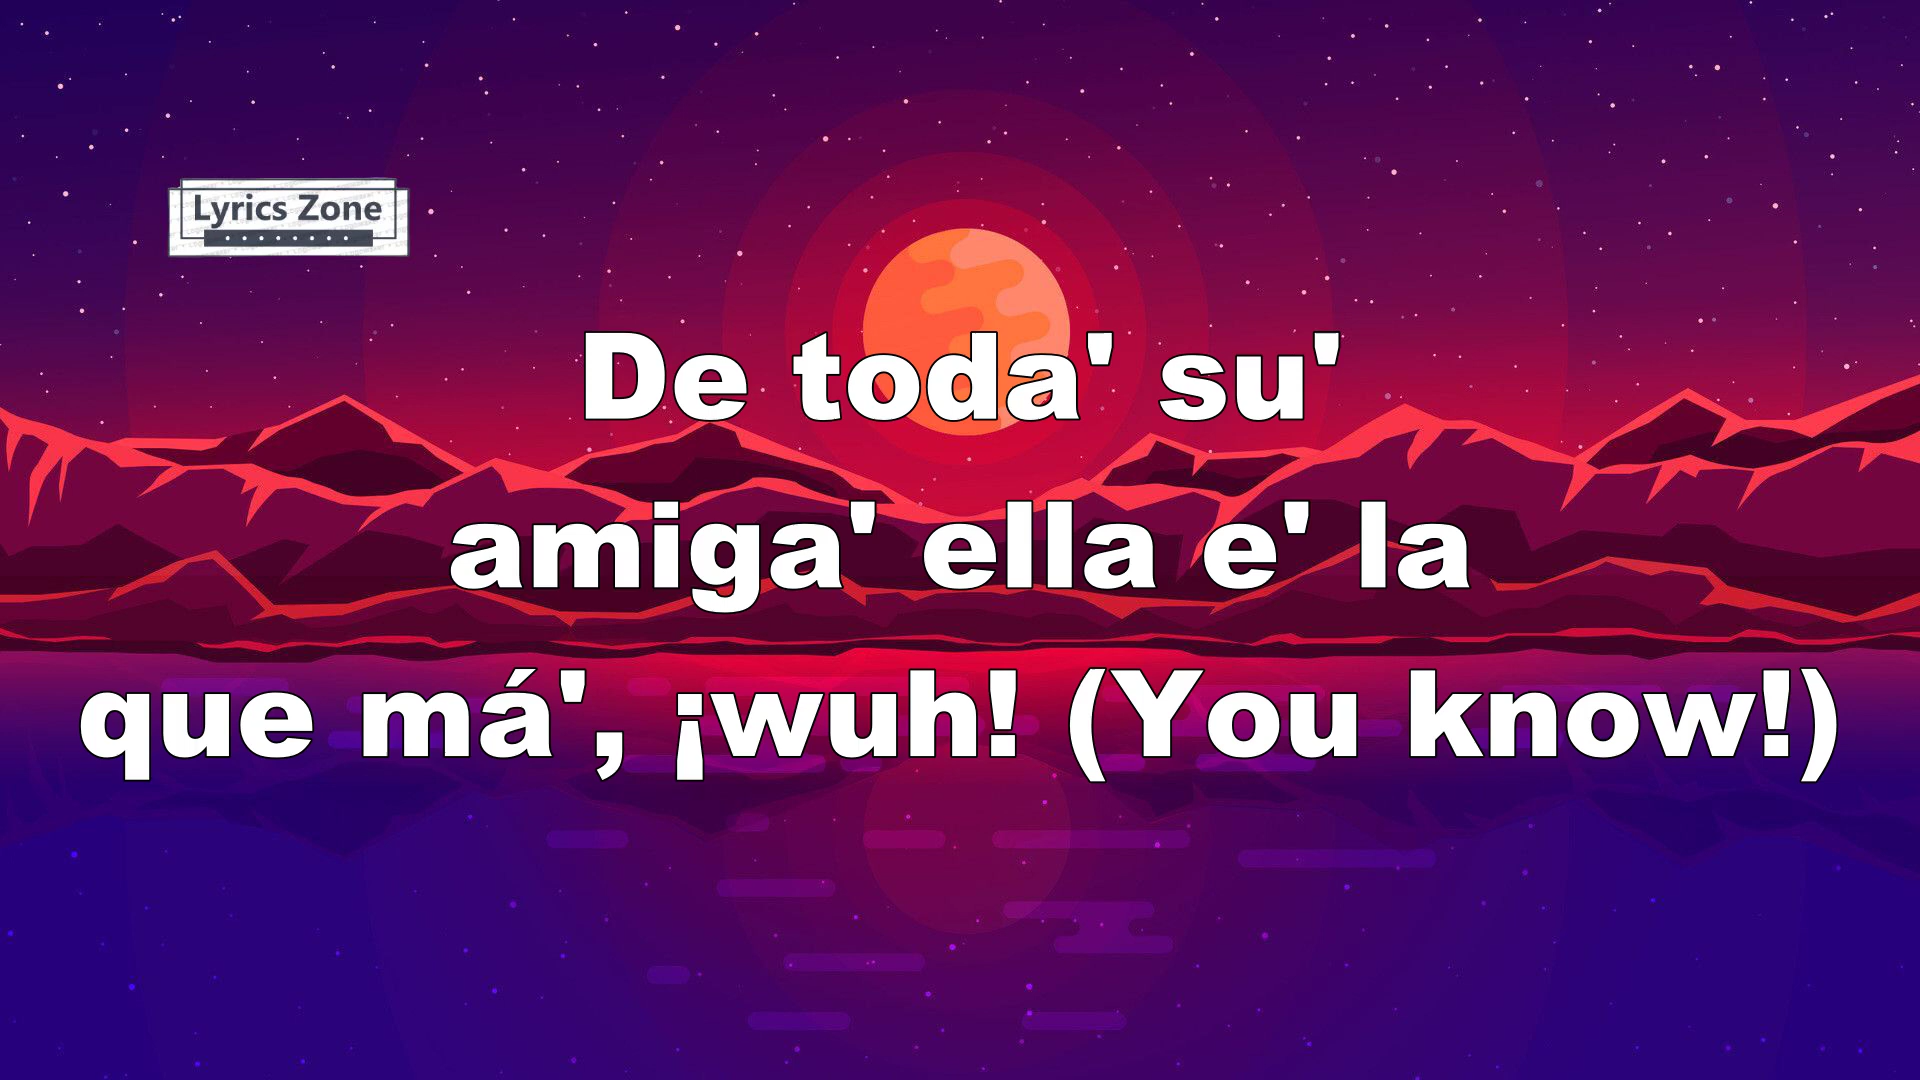 Lyrics Zone
De toda' su'
amiga' ella e' la
que má', ¡wuh! (You know!)